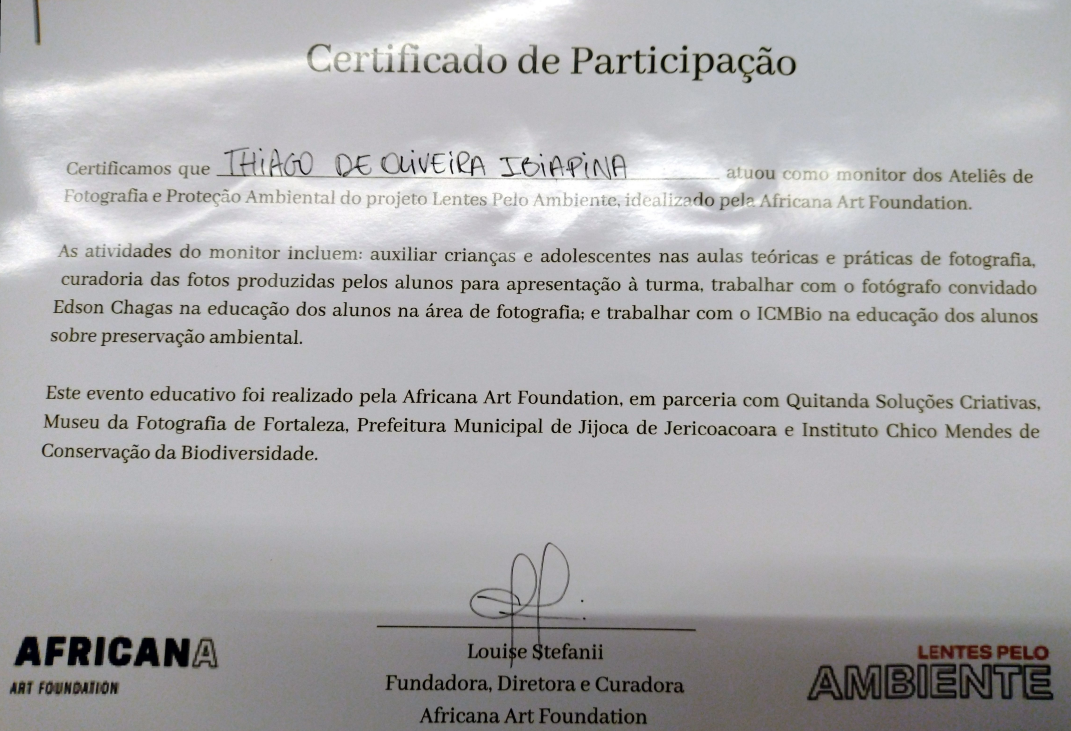 Certificado de Participação
Certificamos que THIAGO DE OLIVEIRA IBIAPINA atuou como monitor dos Ateliês de
Fotografia e Proteção Ambiental do projeto Lentes Pelo Ambiente, idealizado pela Africana Art Foundation.
As atividades do monitor incluem: auxiliar crianças e adolescentes nas aulas teóricas e práticas de fotografia,
curadoria das fotos produzidas pelos alunos para apresentação à turma, trabalhar com o fotógrafo convidado
Edson Chagas na educação dos alunos na área de fotografia; e trabalhar com o ICMBio na educação dos alunos
sobre preservação ambiental.
Este evento educativo foi realizado pela Africana Art Foundation, em parceria com Quitanda Soluções Criativas,
Museu da Fotografia de Fortaleza, Prefeitura Municipal de Jijoca de Jericoacoara e Instituto Chico Mendes de
Conservação da Biodiversidade.
Louise Stefanii
Fundadora, Diretora e Curadora
Africana Art Foundation
AFRICANA
ART FOUNDATION
LENTES PELO
AMBIENTE